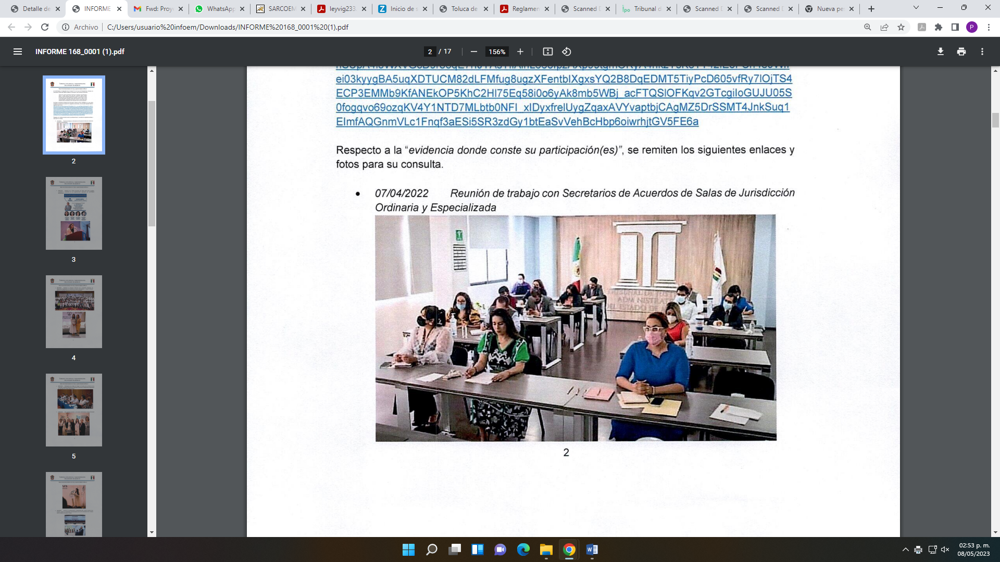 Detalle de
INFORME
Fwd: Proy
WhatsApp
SARCOEM
leyvig233
Inicio de s
Toluca de
Reglamen
Scanned D
Tribunal d
Scanned D
Scanned D
Nueva pe
Archivo
C:/Users/usuario%20infoem/Downloads/INFORME%20168_0001%20(1).pdf
P
INFORME 168_0001 (1).pdf
2 / 17
156%
ei03kyygBA5uqXDTUCM82dLFMfug8ugzXFentbIXgxsYQ2B8DqEDMT5TiyPcD605vfRy7lOjTS4
ECP3EMMb9KfANEkOP5KhC2Hl75Eq58i0o6yAk8mb5WBj_acFTQSlOFKqv2GTcgiIoGUJU05S
0fogqvo69ozqKV4Y1NTD7MLbtb0NFI_xIDyxfrelUygZqaxAVYvaptbjCAgMZ5DrSSMT4JnkSuq1
EImfAQGnmVLc1Fnqf3aESi5SR3zdGy1btEaSvVehBcHbp6oiwrhjtGV5FE6a
Respecto a la “evidencia donde conste su participación(es)”, se remiten los siguientes enlaces y
fotos para su consulta.
• 07/04/2022 Reunión de trabajo con Secretarios de Acuerdos de Salas de Jurisdicción
Ordinaria y Especializada
2
2
3
4
5
02:53 p. m.
08/05/2023